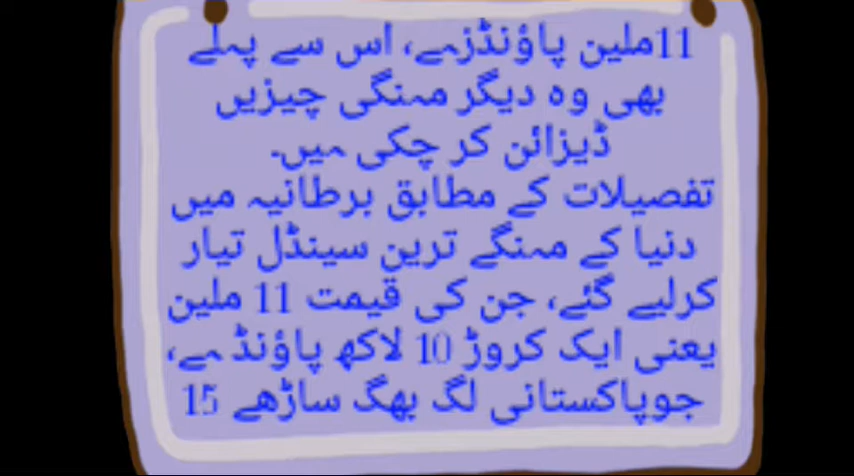 11ملین پاؤنڈزہے، اس سے پہلے
بھی وہ دیگر مہنگی چیزیں
ڈیزائن کر چکی ہیں۔
تفصیلات کے مطابق برطانیہ میں
دنیا کے مہنگے ترین سینڈل تیار
کرلیے گئے، جن کی قیمت 11 ملین
یعنی ایک کروڑ 10 لاکھ پاؤنڈ ہے،
جوپاکستانی لگ بھگ ساڑھے 15